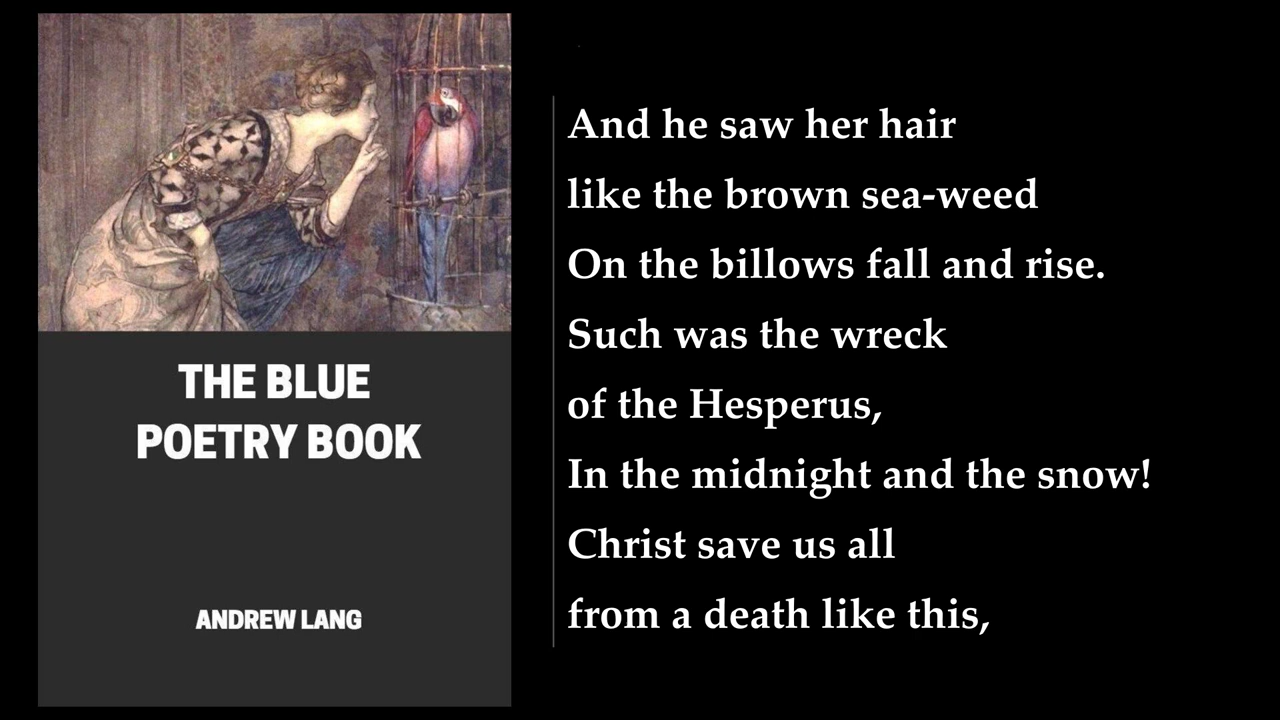 THE BLUE
POETRY BOOK
ANDREW LANG
And he saw her hair
like the brown sea-weed
On the billows fall and rise.
Such was the wreck
of the Hesperus,
In the midnight and the snow!
Christ save us all
from a death like this,